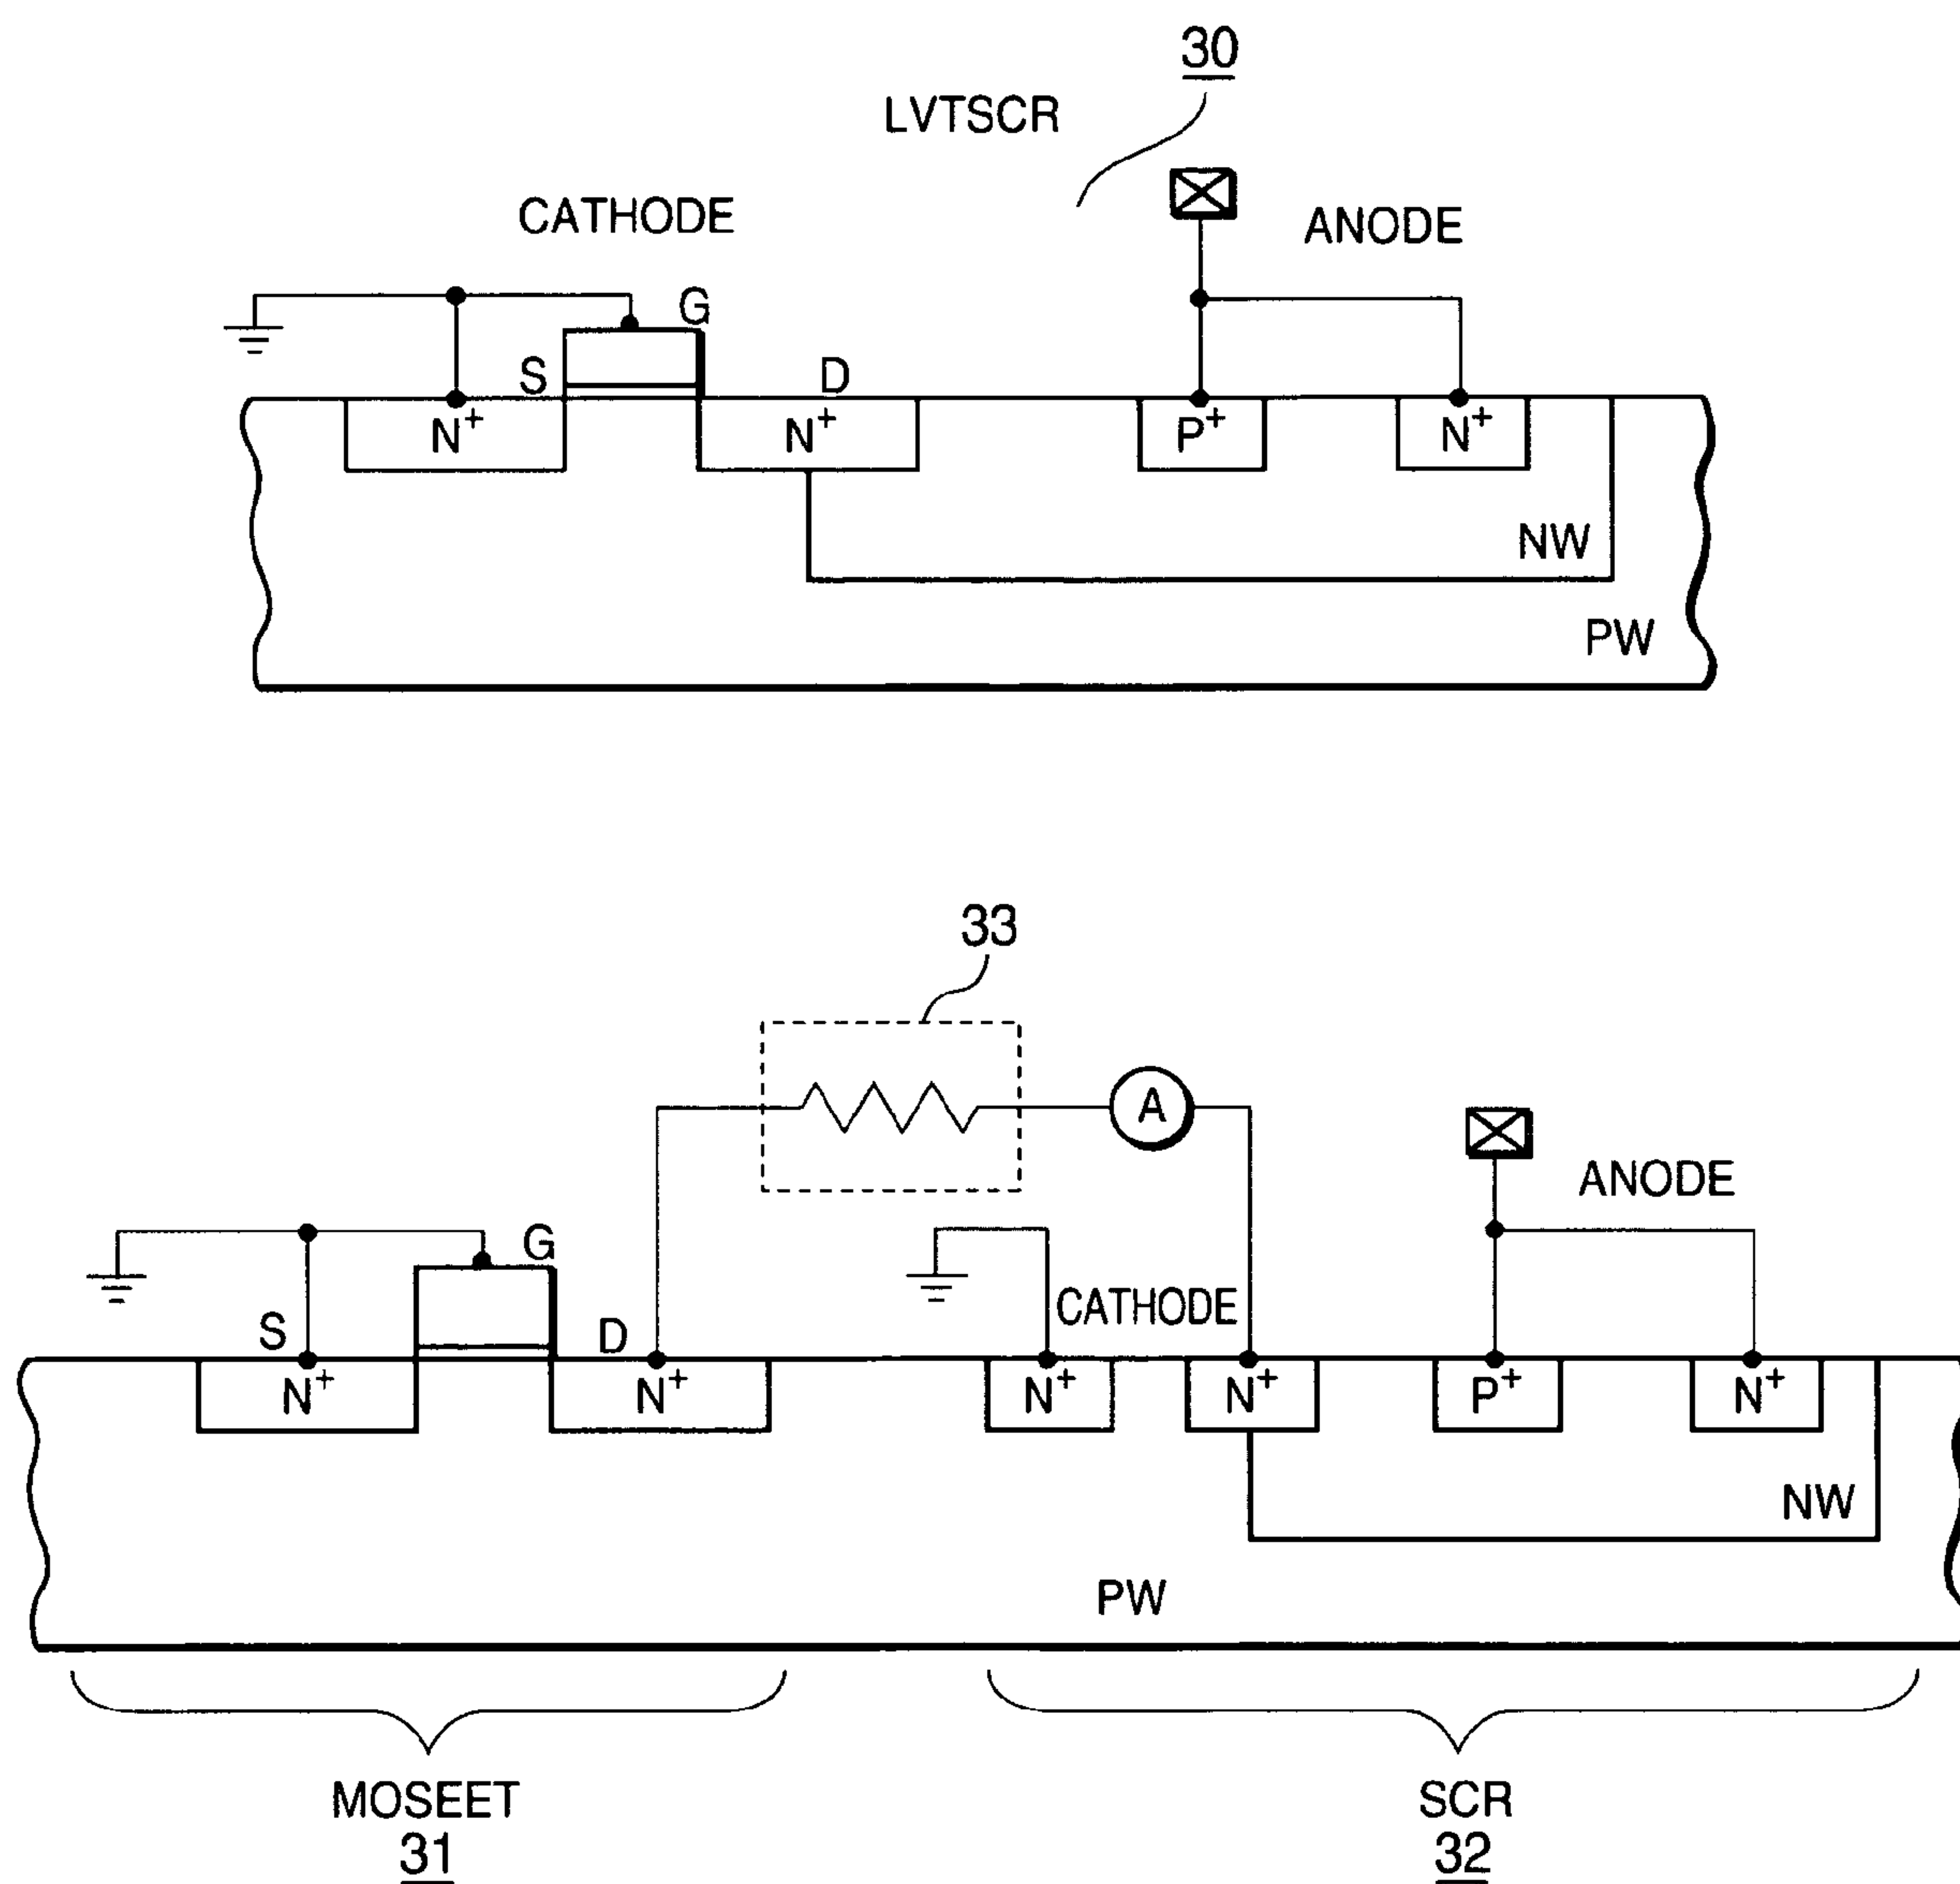 30
LVTSCR
CATHODE
ANODE
G
S
D
N+
N+
P+
N+
NW
PW
33
A
ANODE
G
CATHODE
S
D
N+
N+
N+
N+
P+
N+
NW
PW
MOSEET
SCR
31
32